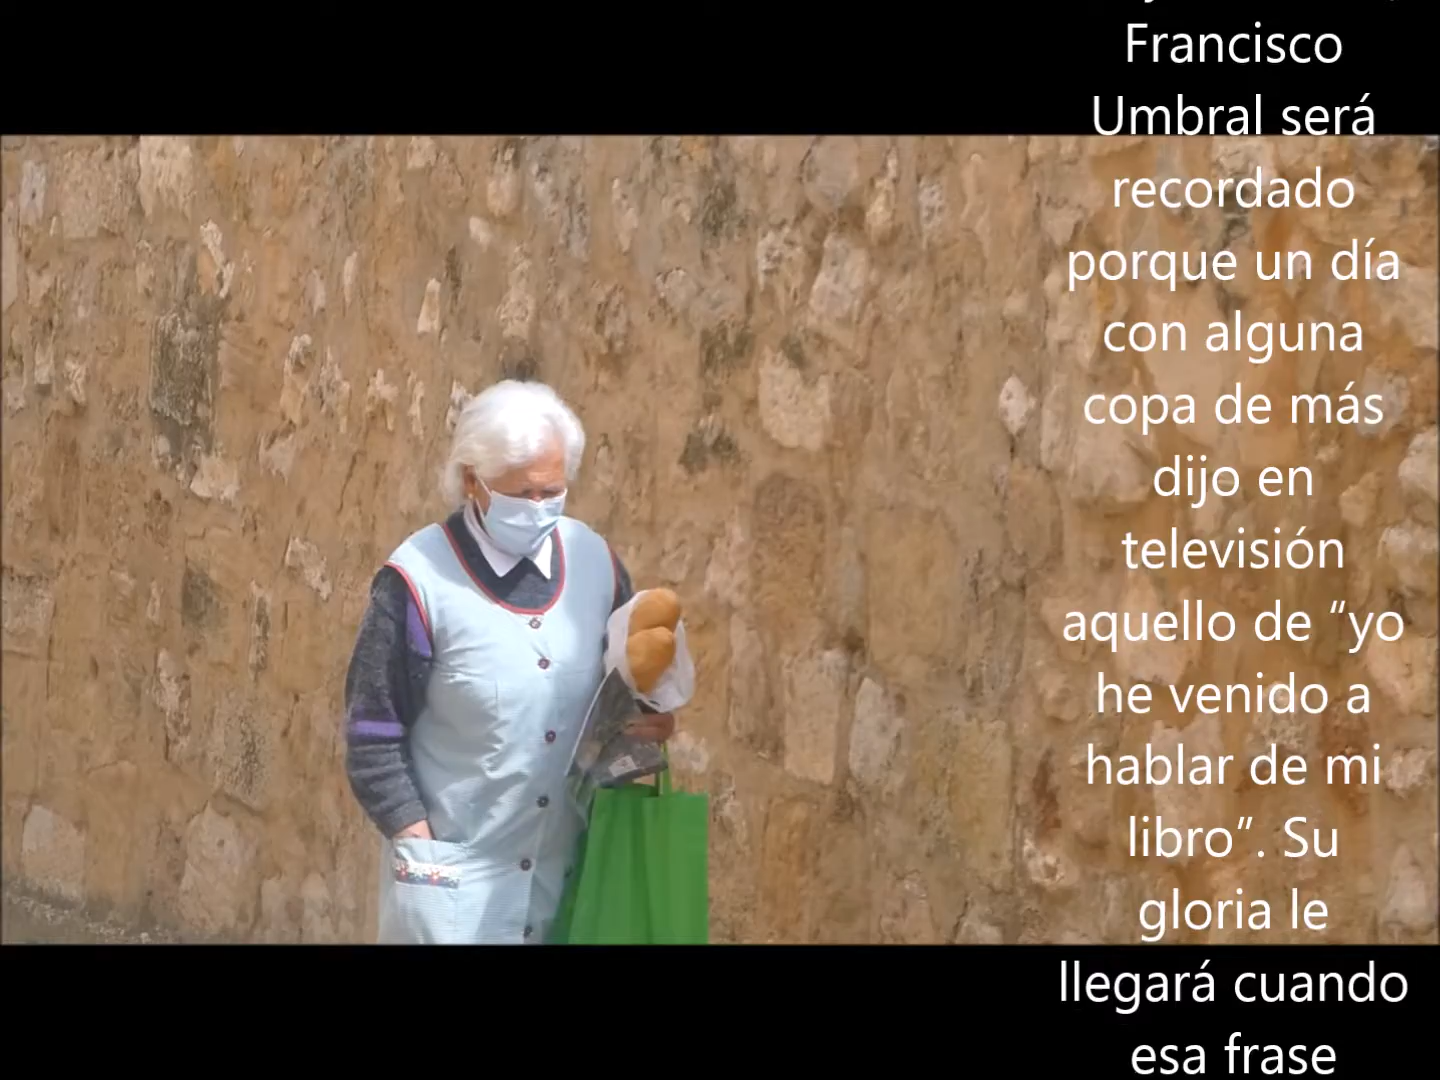 Francisco
Umbral será
recordado
porque un día
con alguna
copa de más
dijo en
televisión
aquello de “yo
he venido a
hablar de mi
libro”. Su
gloria le
llegará cuando
esa frase